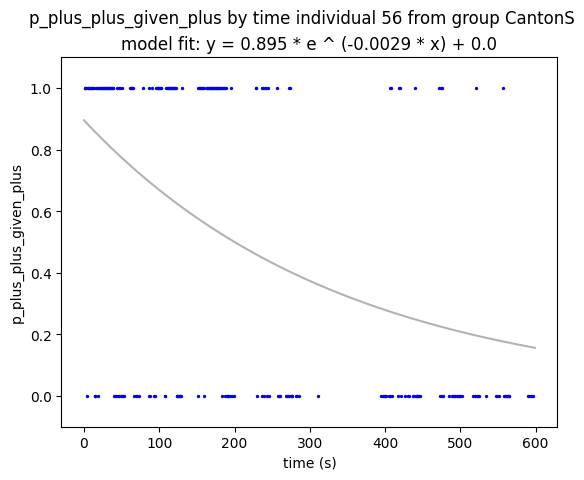 p_plus_plus_given_plus by time individual 56 from group CantonS
model fit: y = 0.895 * e ^ (-0.0029 * x) + 0.0
p_plus_plus_given_plus
1.0
0.8
0.6
0.4
0.2
0.0
0 100 200 300 400 500 600
time (s)